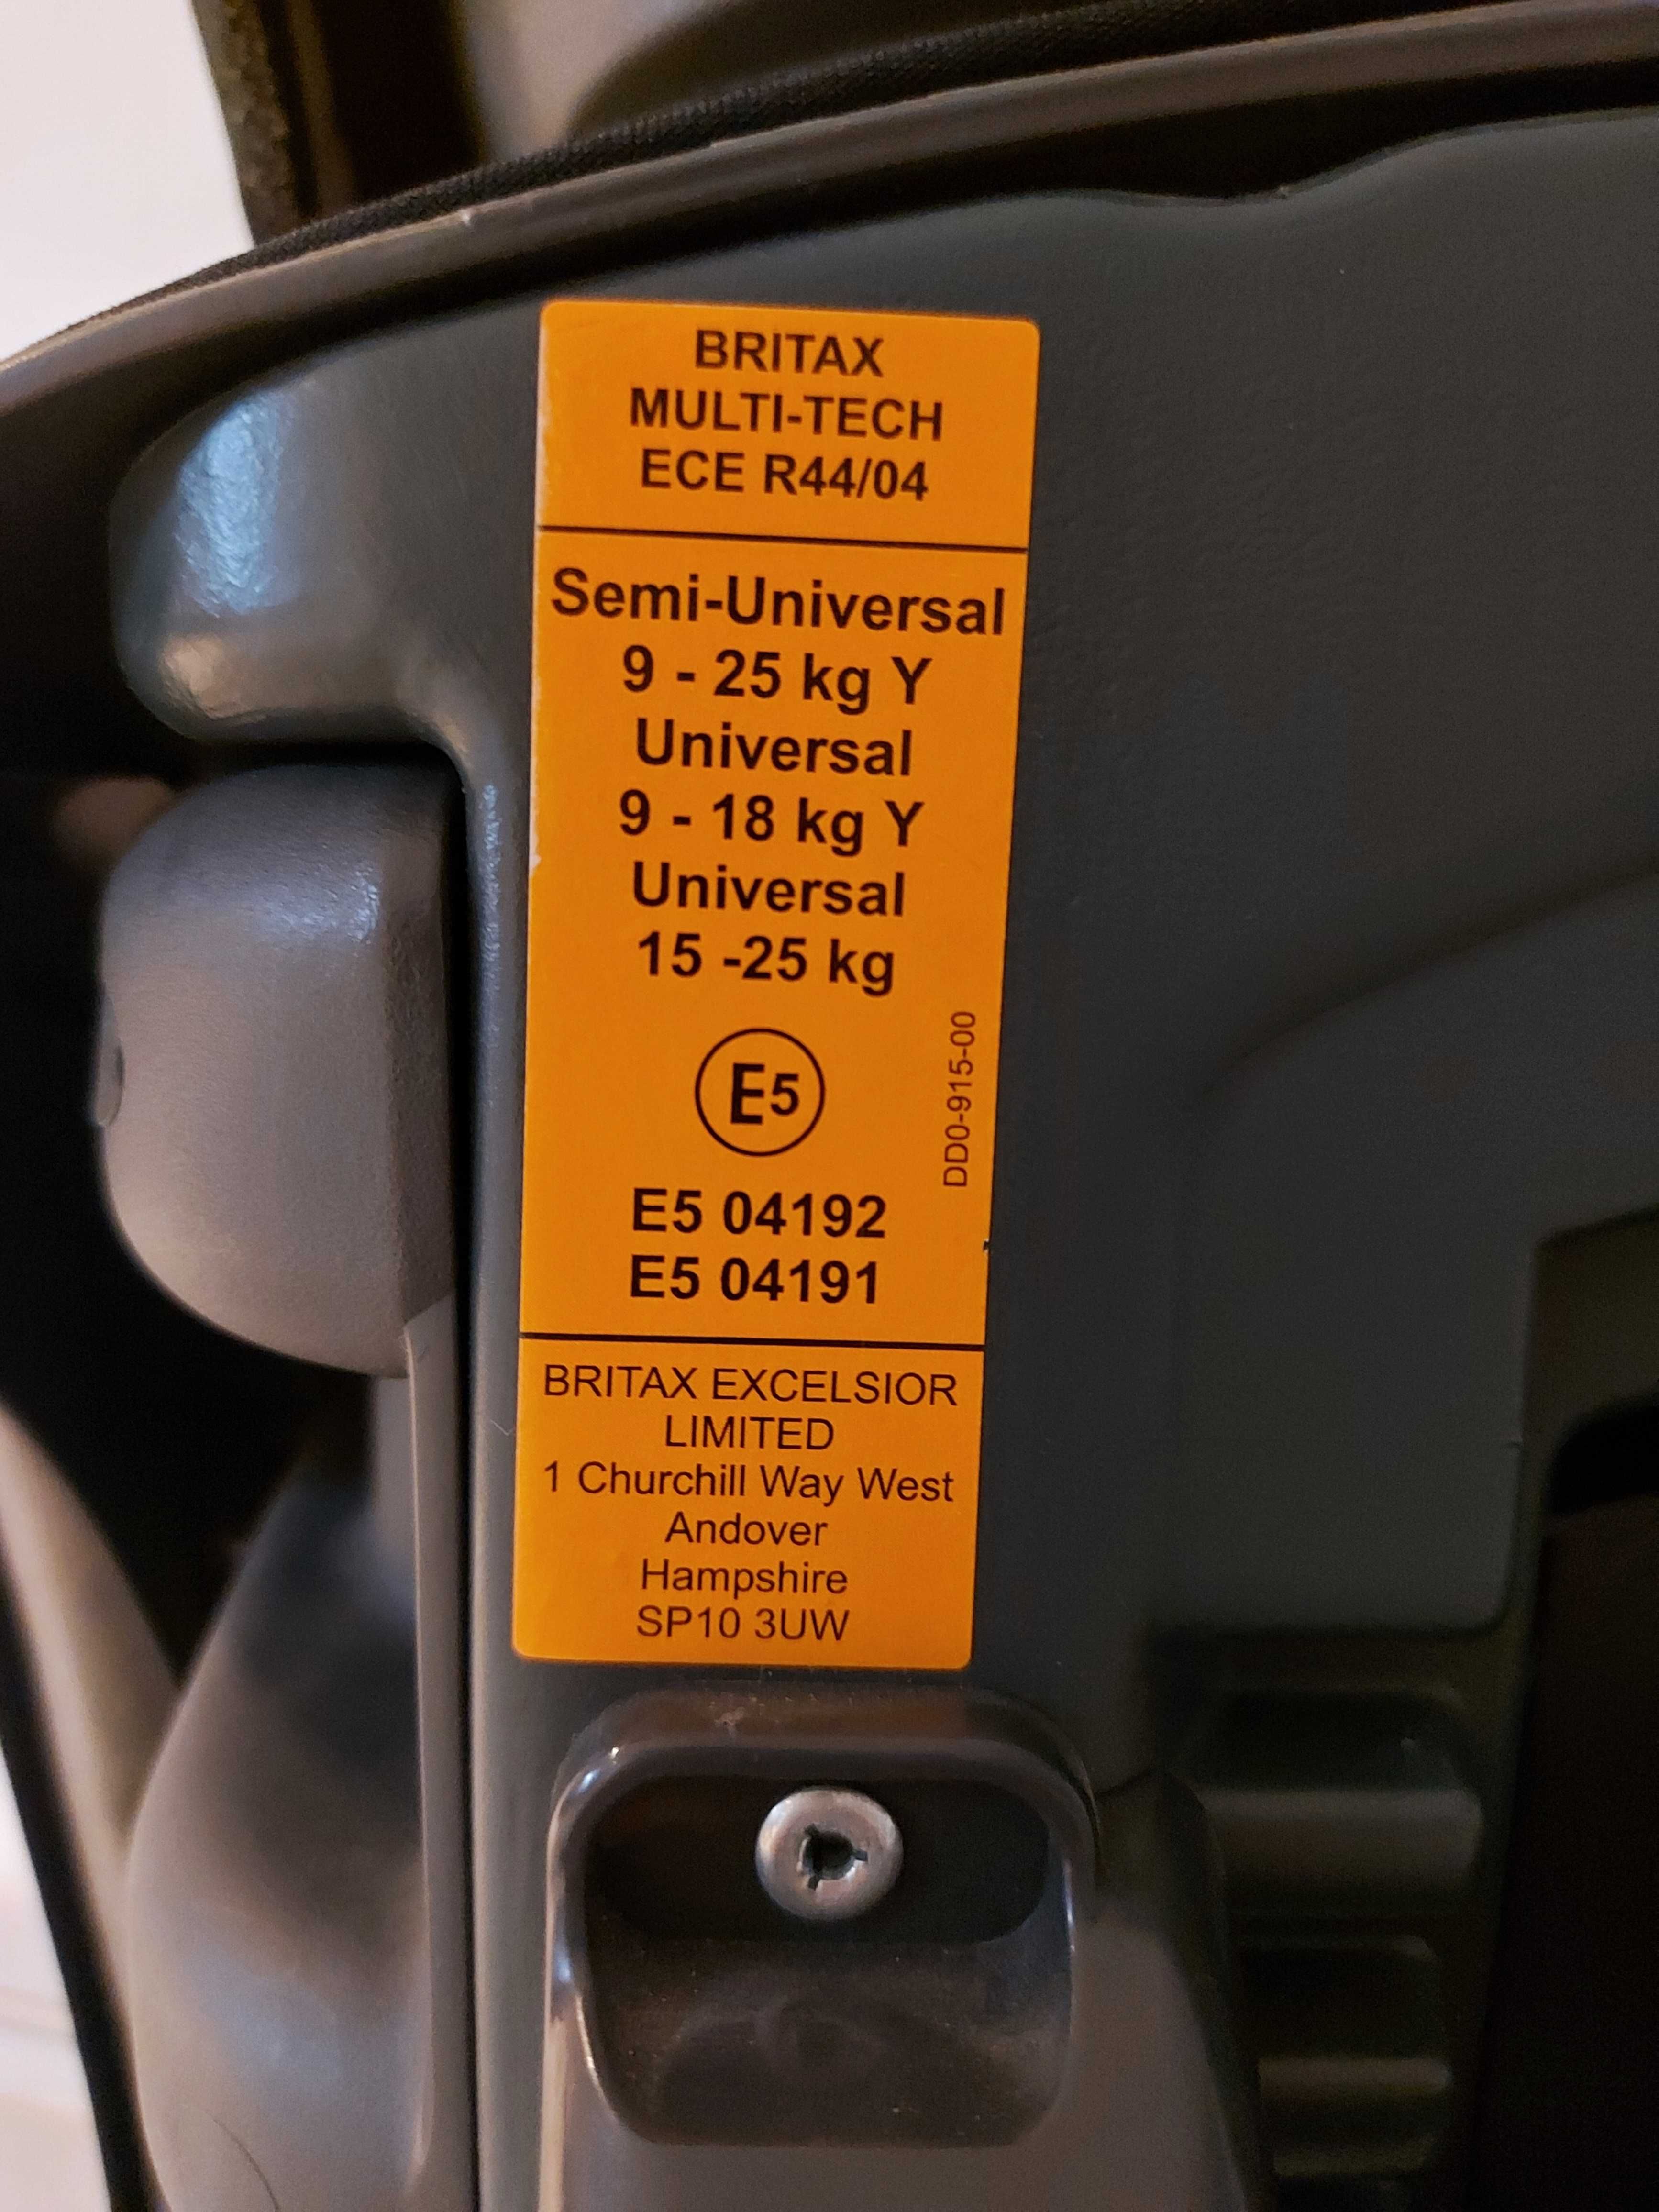 BRITAX
MULTI-TECH
ECE R44/04
Semi-Universal
9 - 25 kg Y
Universal
9 - 18 kg Y
Universal
15 -25 kg
E5
DD0-915-00
E5 04192
E5 04191
BRITAX EXCELSIOR
LIMITED
1 Churchill Way West
Andover
Hampshire
SP10 3UW